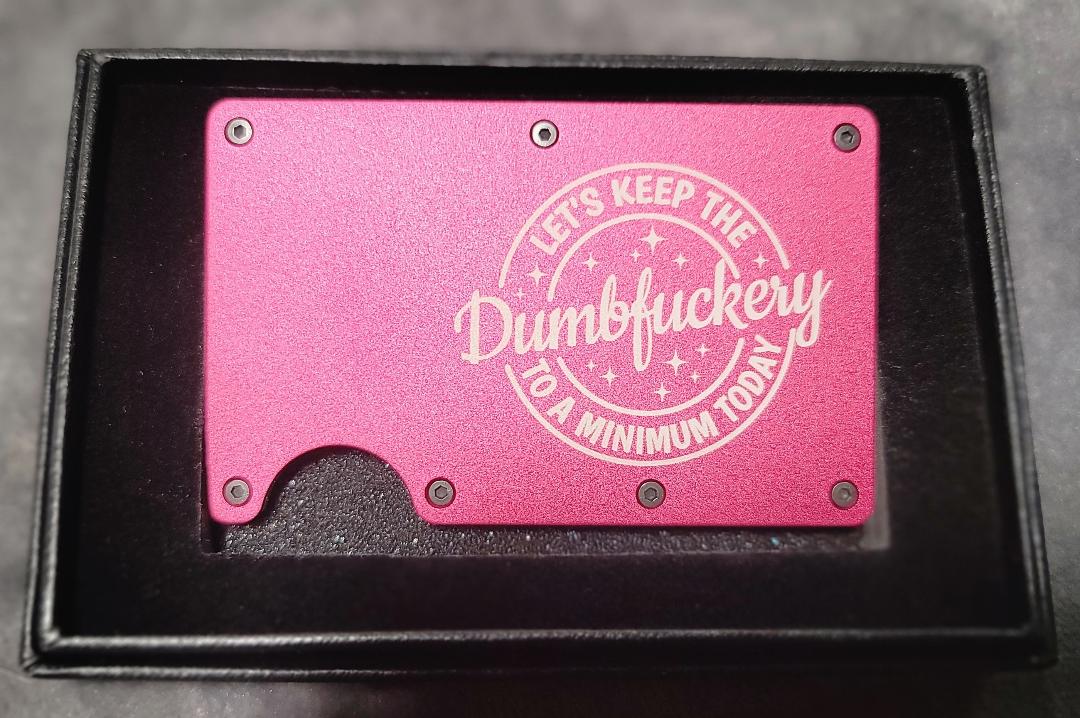 LET'S KEEP THE
Dumbfuckery
TO A MINIMUM TODAY